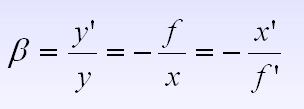 β = y'/y = −f/x = −x'/f'